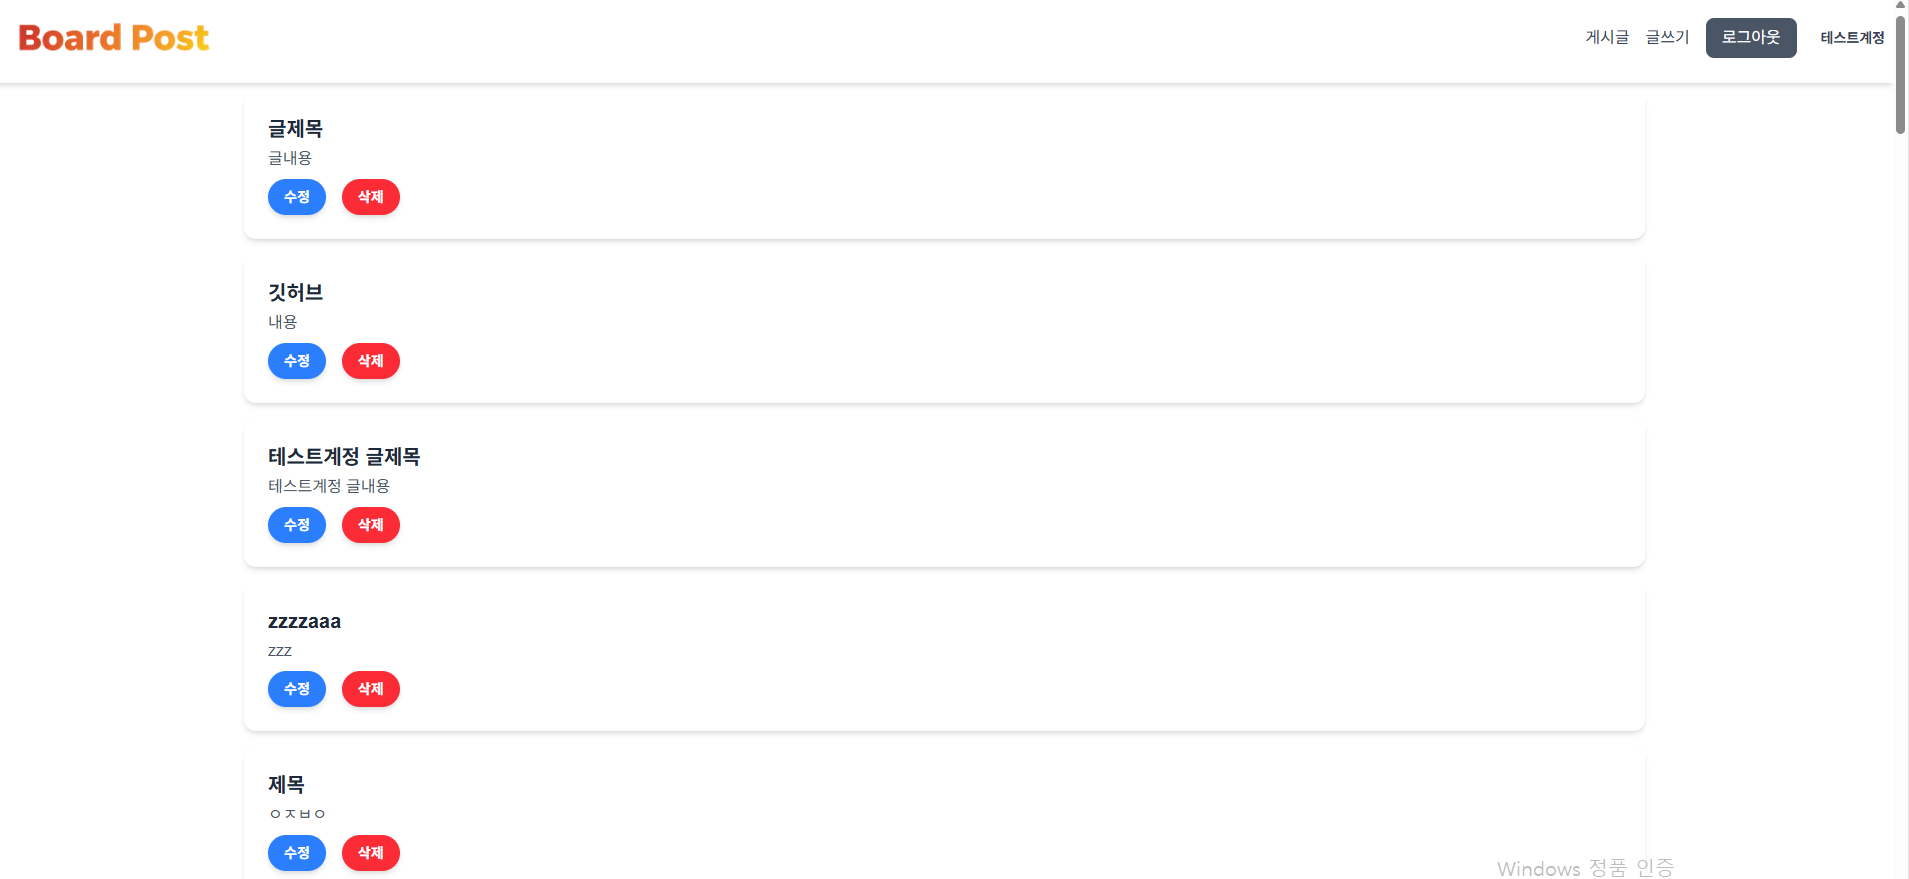 Board Post
게시글 글쓰기 로그아웃 테스트계정
글제목
글내용
수정 삭제
깃허브
내용
수정 삭제
테스트계정 글제목
테스트계정 글내용
수정 삭제
zzzzaaa
zzz
수정 삭제
제목
ㅇㅈㅂㅇ
수정 삭제
Windows 정품 인증